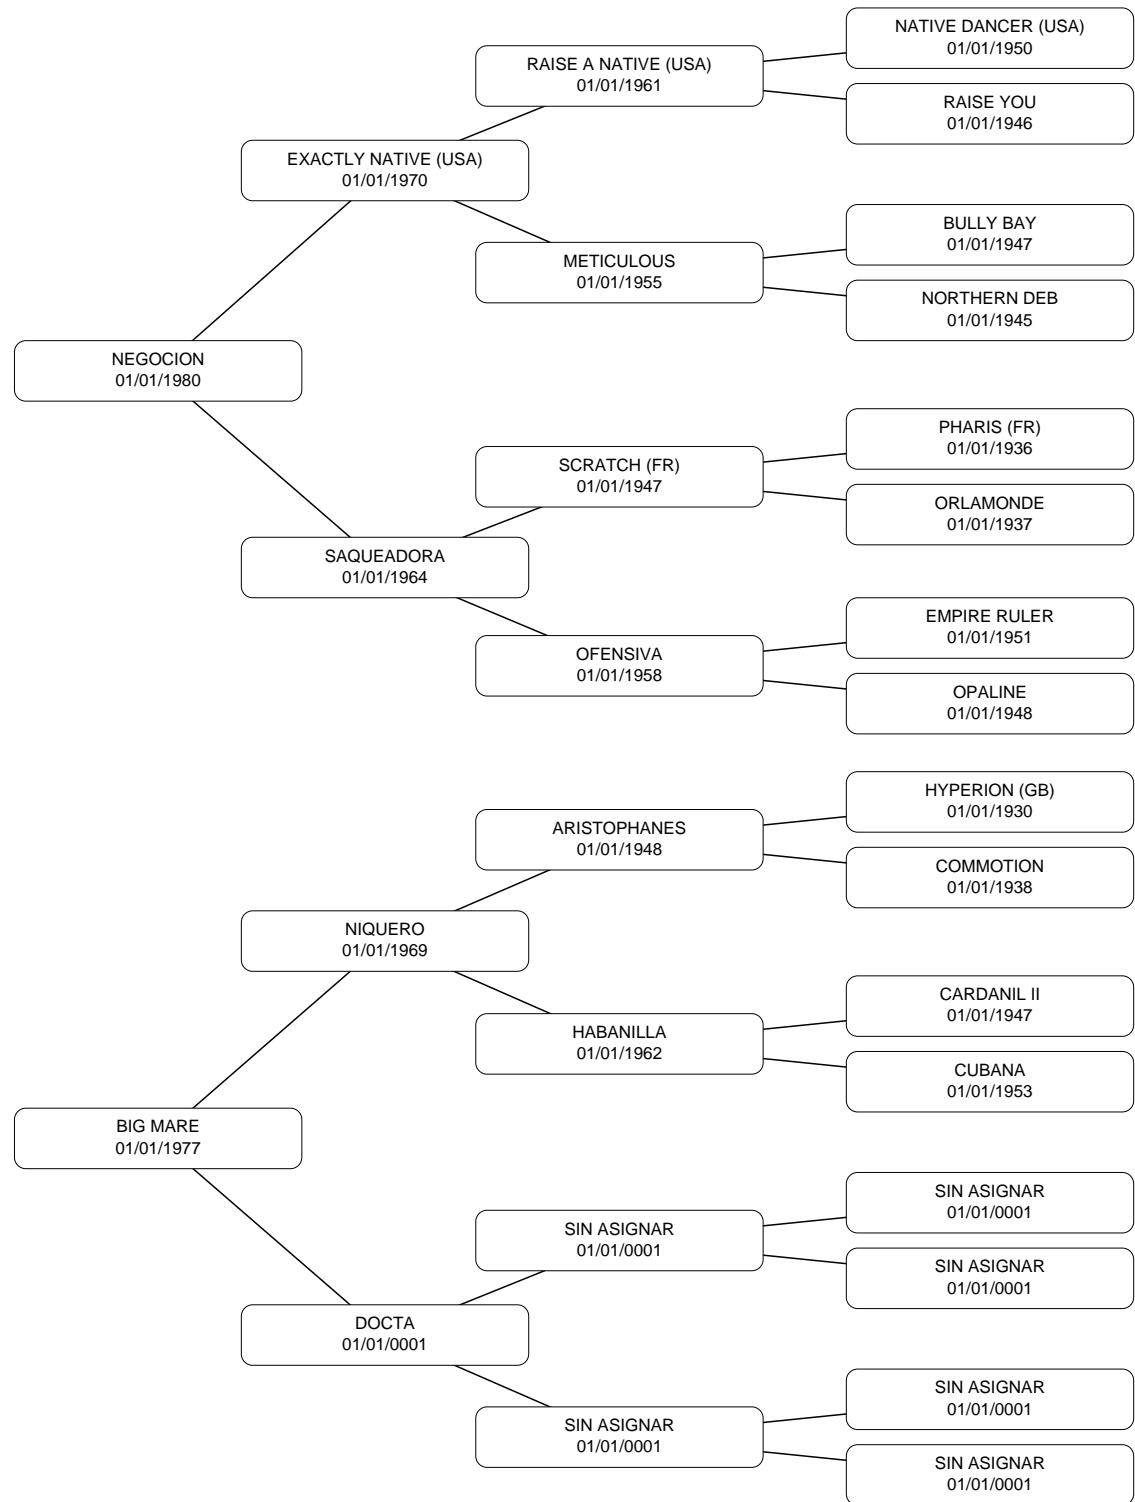 NATIVE DANCER (USA)
01/01/1950
RAISE A NATIVE (USA)
01/01/1961
RAISE YOU
01/01/1946
EXACTLY NATIVE (USA)
01/01/1970
BULLY BAY
01/01/1947
METICULOUS
01/01/1955
NORTHERN DEB
01/01/1945
NEGOCION
01/01/1980
PHARIS (FR)
01/01/1936
SCRATCH (FR)
01/01/1947
ORLAMONDE
01/01/1937
SAQUEADORA
01/01/1964
EMPIRE RULER
01/01/1951
OFENSIVA
01/01/1958
OPALINE
01/01/1948
HYPERION (GB)
01/01/1930
ARISTOPHANES
01/01/1948
COMMOTION
01/01/1938
NIQUERO
01/01/1969
CARDANIL II
01/01/1947
HABANILLA
01/01/1962
CUBANA
01/01/1953
BIG MARE
01/01/1977
SIN ASIGNAR
01/01/0001
SIN ASIGNAR
01/01/0001
SIN ASIGNAR
01/01/0001
DOCTA
01/01/0001
SIN ASIGNAR
01/01/0001
SIN ASIGNAR
01/01/0001
SIN ASIGNAR
01/01/0001